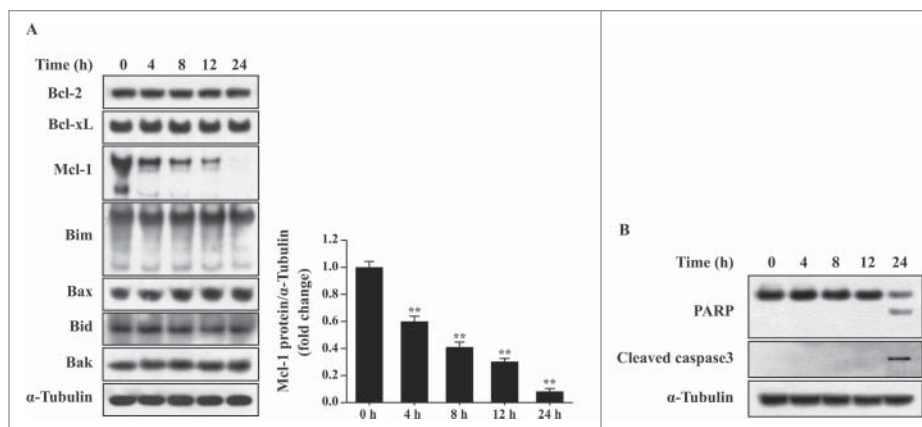 A
Time (h) 0 4 8 12 24
Bcl-2
Bcl-xL
Mcl-1
Bim
Bax
Bid
Bak
α-Tubulin
Mcl-1 protein/α-Tubulin
(fold change)
1.2
1.0
0.8
0.6
0.4
0.2
0.0
** ** ** **
0 h 4 h 8 h 12 h 24 h
B
Time (h) 0 4 8 12 24
PARP
Cleaved caspase3
α-Tubulin